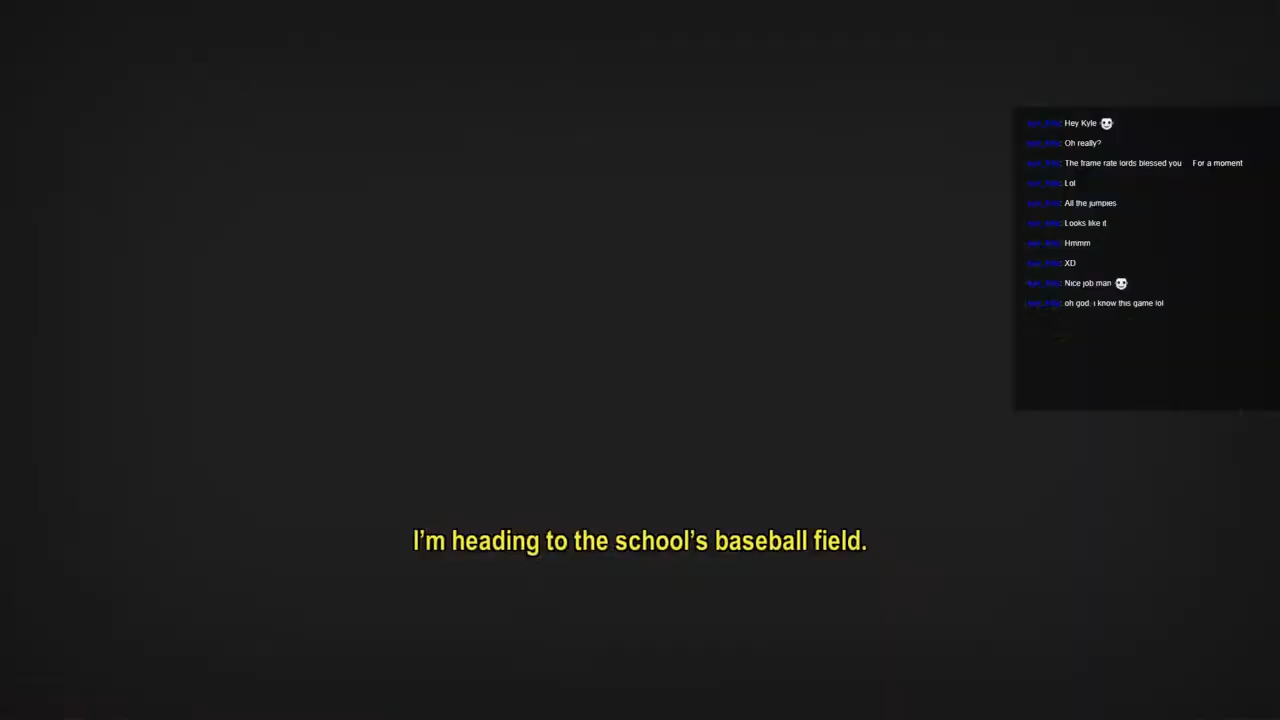 Hey Kyle
Oh really?
The frame rate lords blessed you For a moment
Lol
All the jumpies
Looks like it
Hmmm
XD
Nice job man
oh god, i know this game lol
I'm heading to the school's baseball field.